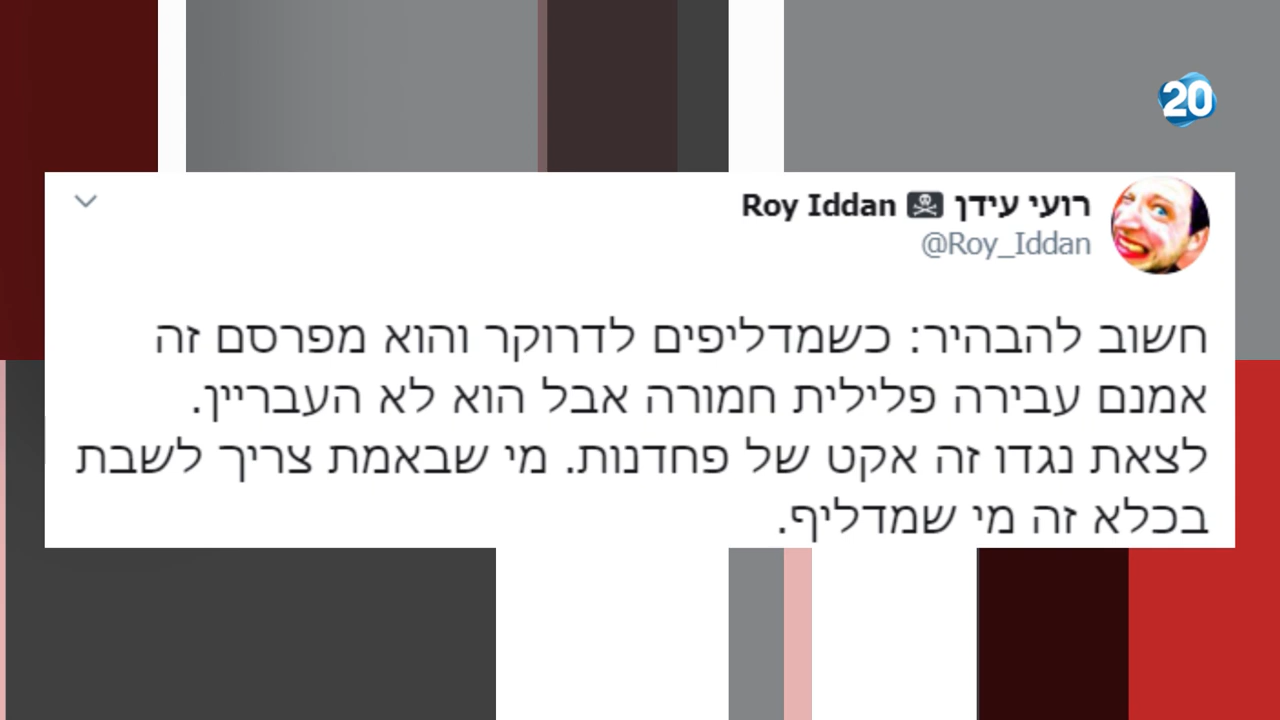 20
רועי עידן ☠ Roy Iddan
@Roy_Iddan
חשוב להבהיר: כשמדליפים לדרוקר והוא מפרסם זה
אמנם עבירה פלילית חמורה אבל הוא לא העבריין.
לצאת נגדו זה אקט של פחדנות. מי שבאמת צריך לשבת
בכלא זה מי שמדליף.